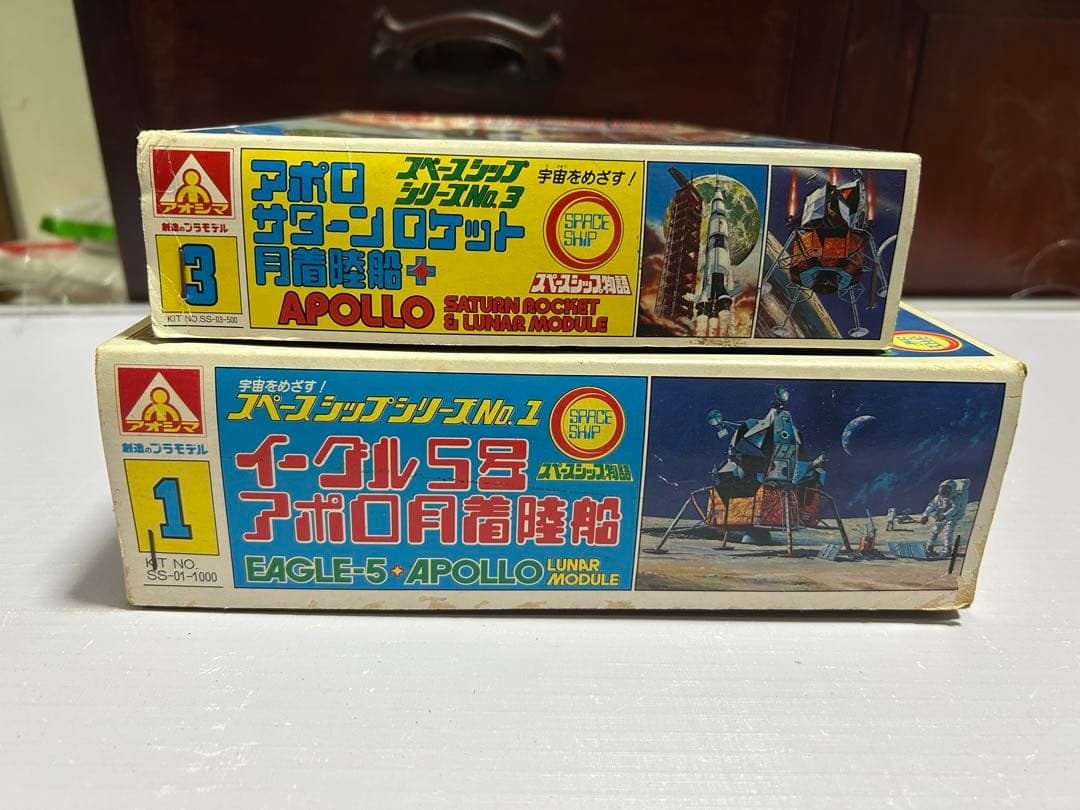 アオシマ
創造のプラモデル
3
KIT NO.SS-03-500
アポロ
サターンロケット
月着陸船+
スペースシップ
シリーズNo.3
宇宙をめざす!
SPACE
SHIP
スペースシップ物語
APOLLO SATURN ROCKET
& LUNAR MODULE
アオシマ
創造のプラモデル
1
KIT NO.
SS-01-1000
宇宙をめざす!
スペースシップシリーズNo.1
SPACE
SHIP
スペースシップ物語
イーグル5号
アポロ月着陸船
EAGLE-5+APOLLO LUNAR
MODULE